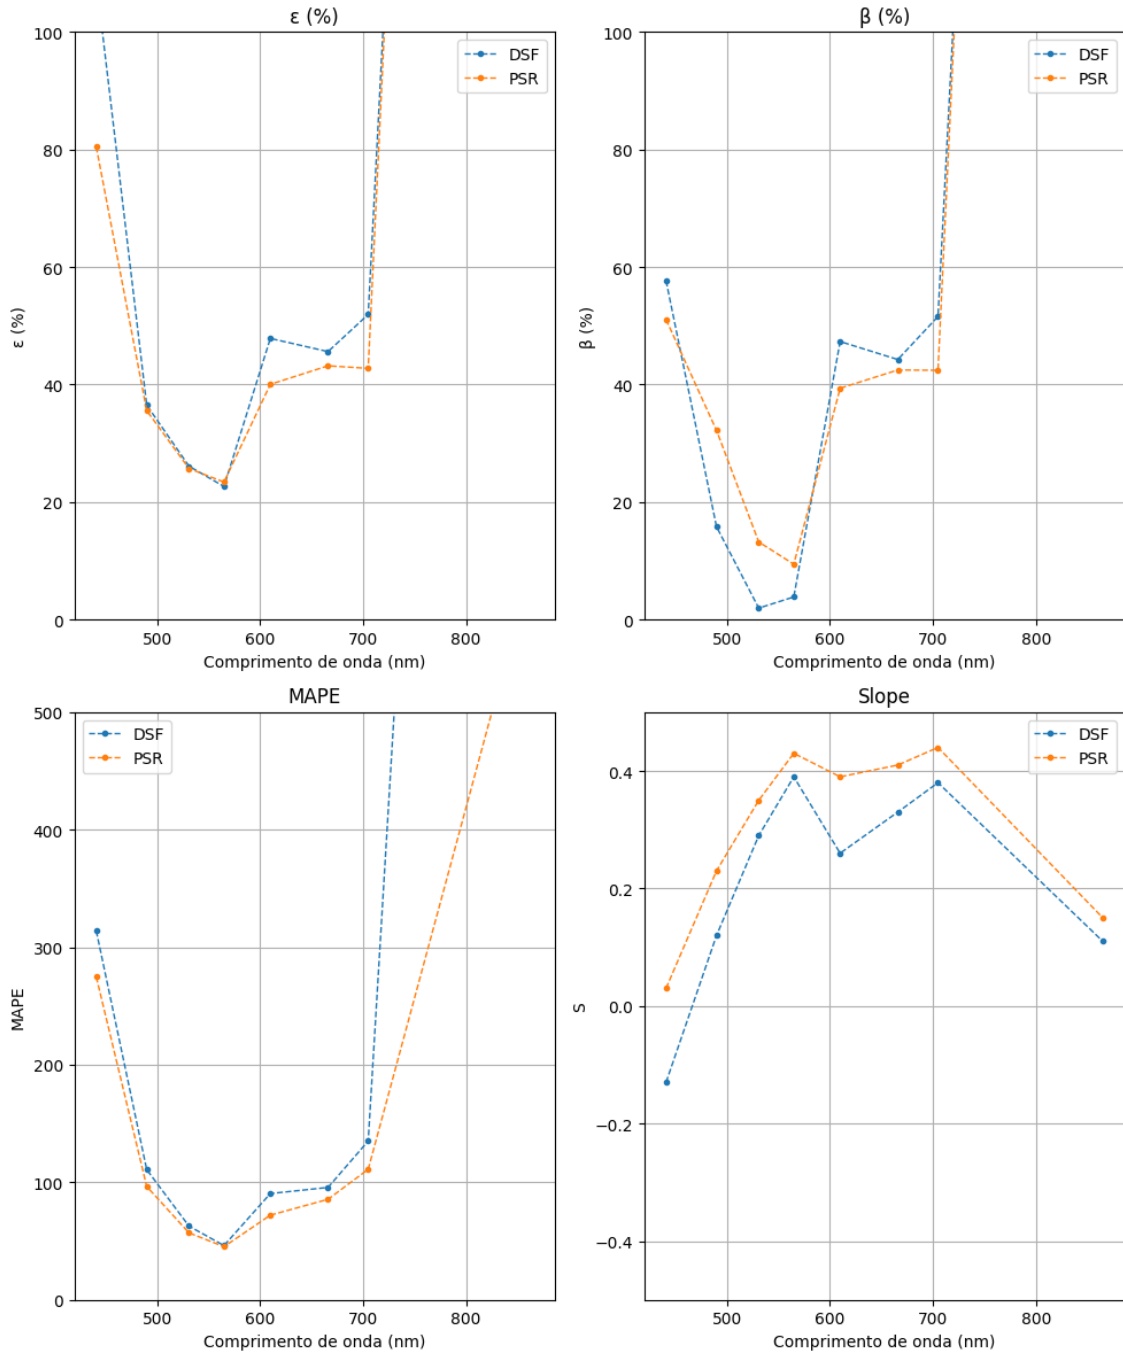 ε (%)
100
80
60
40
20
0
ε (%)
DSF
PSR
500 600 700 800
Comprimento de onda (nm)
β (%)
100
80
60
40
20
0
β (%)
DSF
PSR
500 600 700 800
Comprimento de onda (nm)
MAPE
500
400
300
200
100
0
MAPE
DSF
PSR
500 600 700 800
Comprimento de onda (nm)
Slope
0.4
0.2
0.0
−0.2
−0.4
S
DSF
PSR
500 600 700 800
Comprimento de onda (nm)